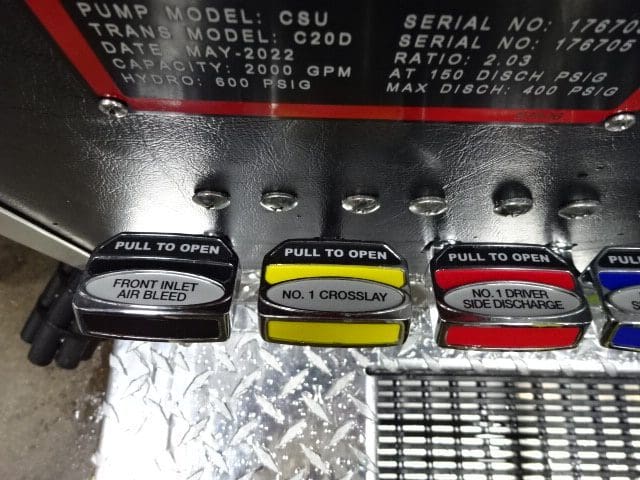 PUMP MODEL: CSU
TRANS MODEL: C20D
DATE: MAY-2022
CAPACITY: 2000 GPM
HYDRO: 600 PSIG
SERIAL NO:
SERIAL NO: 176705
RATIO: 2.03
AT 150 DISCH PSIG
MAX DISCH: 400 PSIG
PULL TO OPEN
FRONT INLET
AIR BLEED
PULL TO OPEN
NO. 1 CROSSLAY
PULL TO OPEN
NO. 1 DRIVER
SIDE DISCHARGE